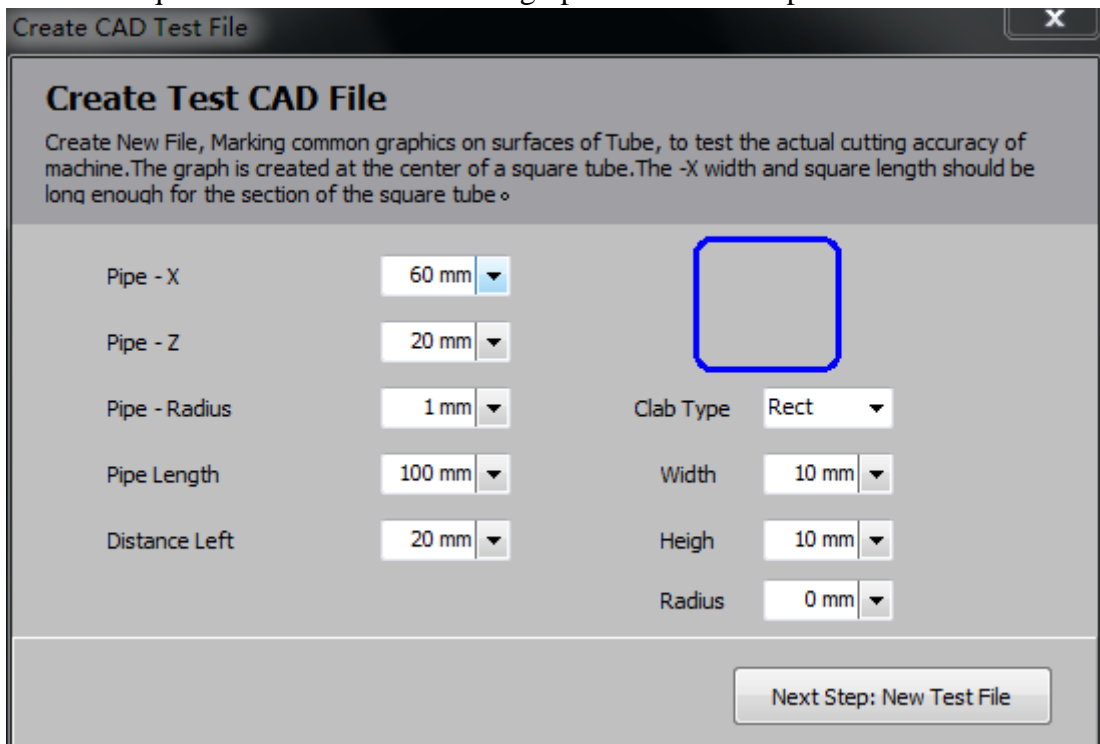 Create CAD Test File
x
Create Test CAD File
Create New File, Marking common graphics on surfaces of Tube, to test the actual cutting accuracy of
machine.The graph is created at the center of a square tube.The -X width and square length should be
long enough for the section of the square tube。
Pipe - X 60 mm
Pipe - Z 20 mm
Pipe - Radius 1 mm Clab Type Rect
Pipe Length 100 mm Width 10 mm
Distance Left 20 mm Heigh 10 mm
Radius 0 mm
Next Step: New Test File